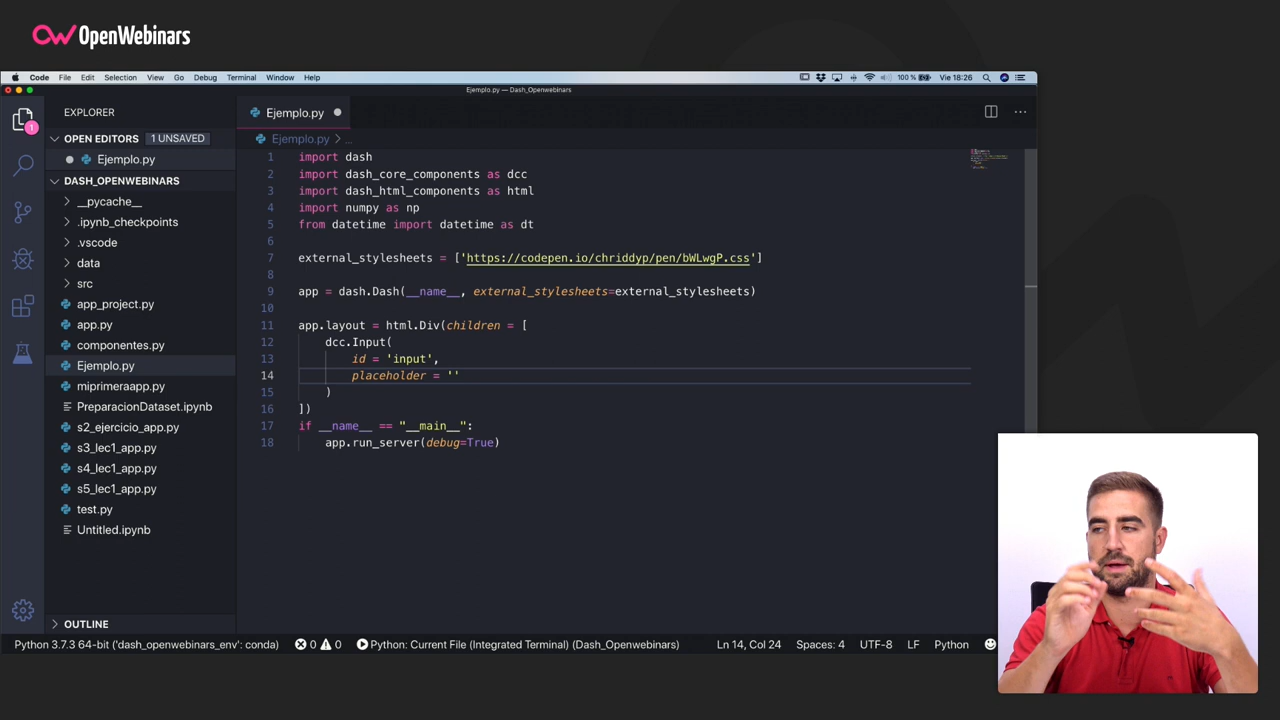 OpenWebinars
Code File Edit Selection View Go Debug Terminal Window Help 100 % Vie 18:26
Ejemplo.py — Dash_Openwebinars
EXPLORER
OPEN EDITORS 1 UNSAVED
Ejemplo.py
DASH_OPENWEBINARS
__pycache__
.ipynb_checkpoints
.vscode
data
src
app_project.py
app.py
componentes.py
Ejemplo.py
miprimeraapp.py
PreparacionDataset.ipynb
s2_ejercicio_app.py
s3_lec1_app.py
s4_lec1_app.py
s5_lec1_app.py
test.py
Untitled.ipynb
OUTLINE
1
Ejemplo.py
Ejemplo.py > ...
1 import dash
2 import dash_core_components as dcc
3 import dash_html_components as html
4 import numpy as np
5 from datetime import datetime as dt
6
7 external_stylesheets = ['https://codepen.io/chriddyp/pen/bWLwgP.css']
8
9 app = dash.Dash(__name__, external_stylesheets=external_stylesheets)
10
11 app.layout = html.Div(children = [
12 dcc.Input(
13 id = 'input',
14 placeholder = ''
15 )
16 ])
17 if __name__ == "__main__":
18 app.run_server(debug=True)
Python 3.7.3 64-bit ('dash_openwebinars_env': conda) 0 0 Python: Current File (Integrated Terminal) (Dash_Openwebinars) Ln 14, Col 24 Spaces: 4 UTF-8 LF Python